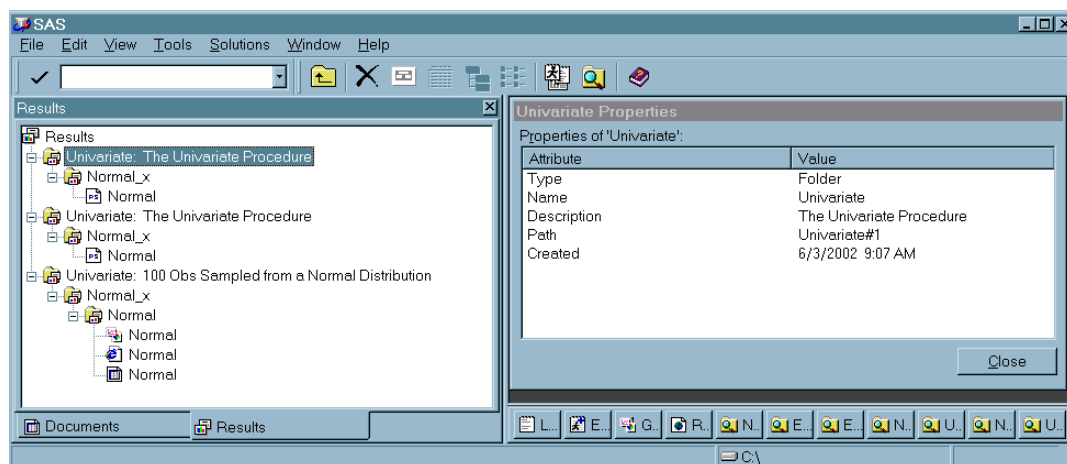 SAS
File Edit View Tools Solutions Window Help
Results
Results
Univariate: The Univariate Procedure
Normal_x
PS Normal
Univariate: The Univariate Procedure
Normal_x
PS Normal
Univariate: 100 Obs Sampled from a Normal Distribution
Normal_x
Normal
Normal
Normal
Normal
Documents Results
Univariate Properties
Properties of 'Univariate':
Attribute Value
Type Folder
Name Univariate
Description The Univariate Procedure
Path Univariate#1
Created 6/3/2002 9:07 AM
Close
L... E... G... R... N... E... E... N... U... N... U...
C:\